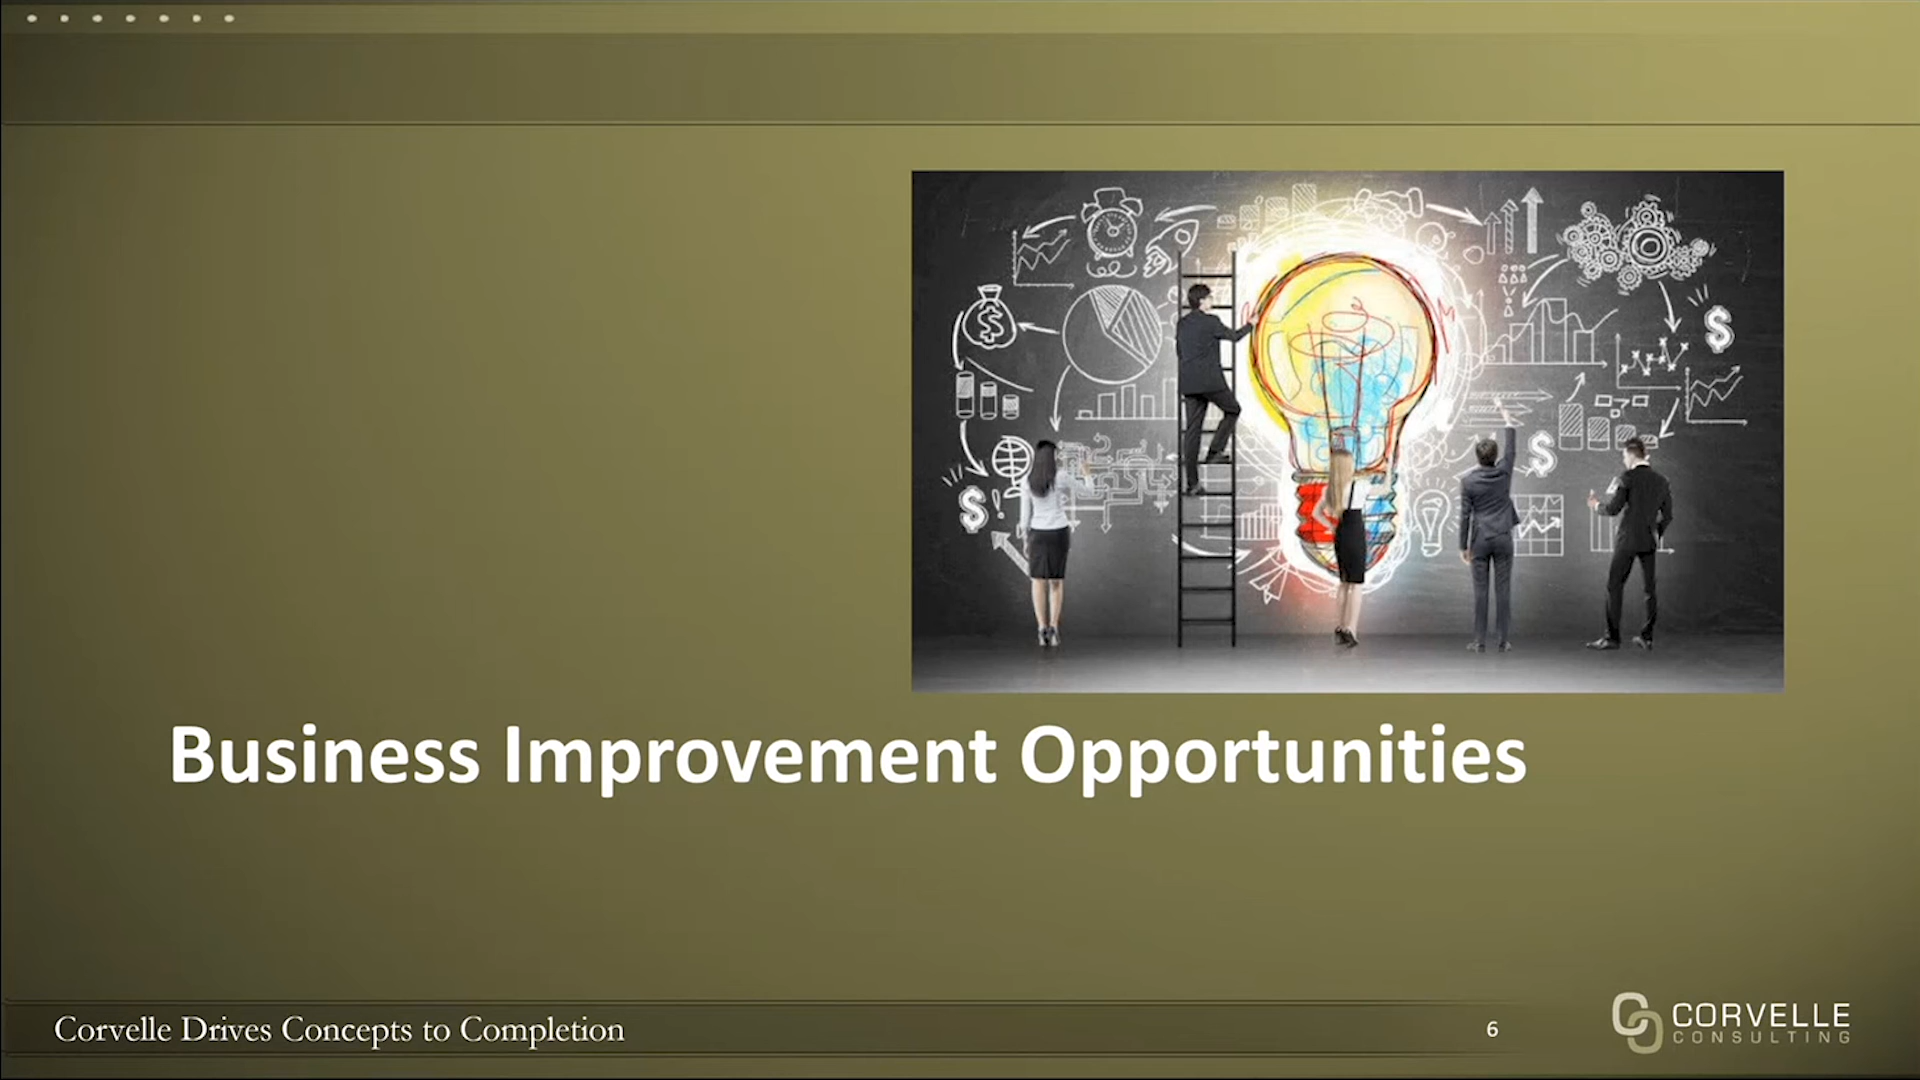 Business Improvement Opportunities
Corvelle Drives Concepts to Completion
6
CORVELLE
CONSULTING